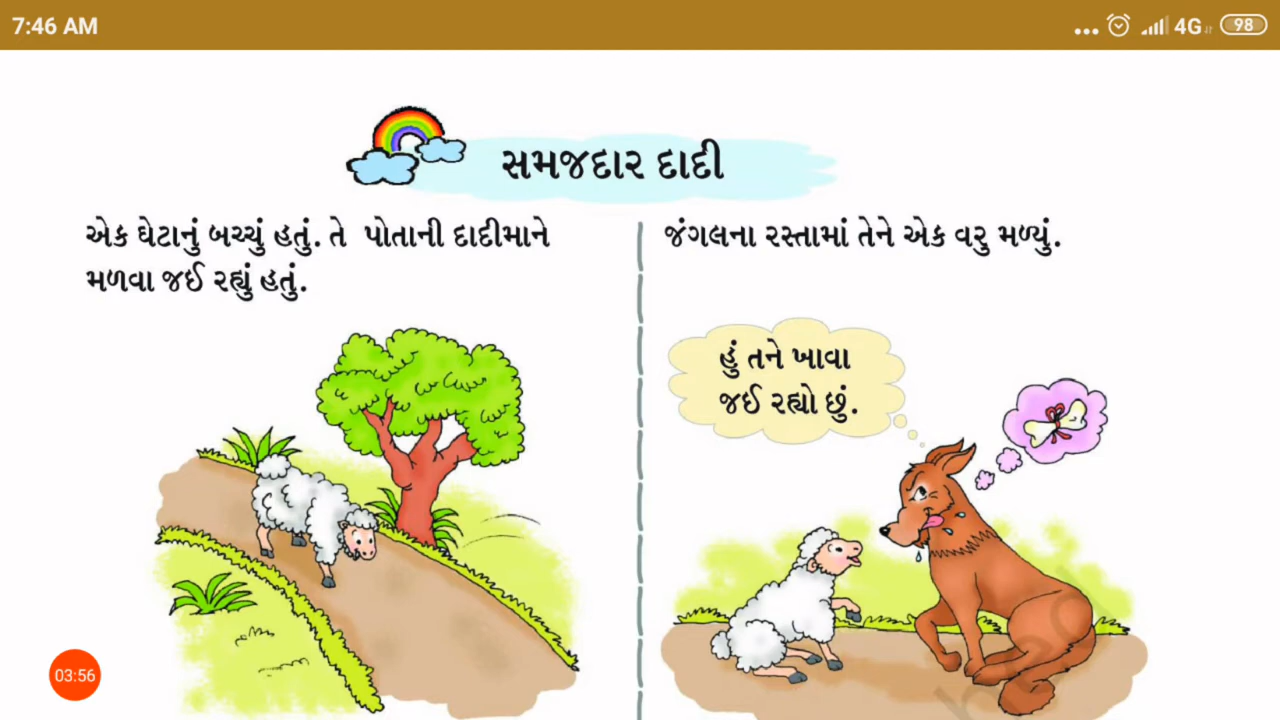 7:46 AM
4G
98
સમજદાર દાદી
એક ઘેટાનું બચ્ચું હતું. તે પોતાની દાદીમાને
મળવા જઈ રહ્યું હતું.
જંગલના રસ્તામાં તેને એક વરુ મળ્યું.
હું તને ખાવા
જઈ રહ્યો છું.
03:56